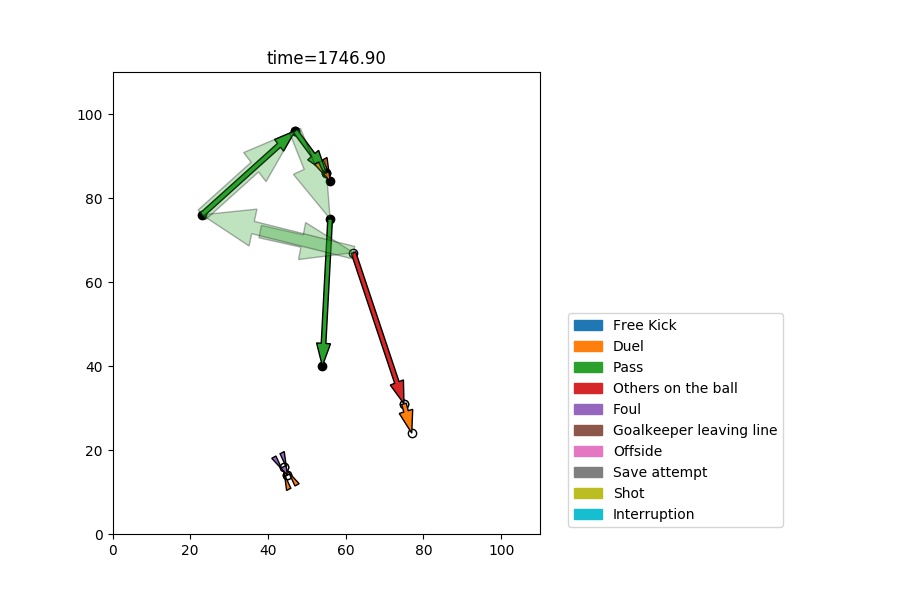 time=1746.90
100
80
60
40
20
0
0 20 40 60 80 100
Free Kick
Duel
Pass
Others on the ball
Foul
Goalkeeper leaving line
Offside
Save attempt
Shot
Interruption